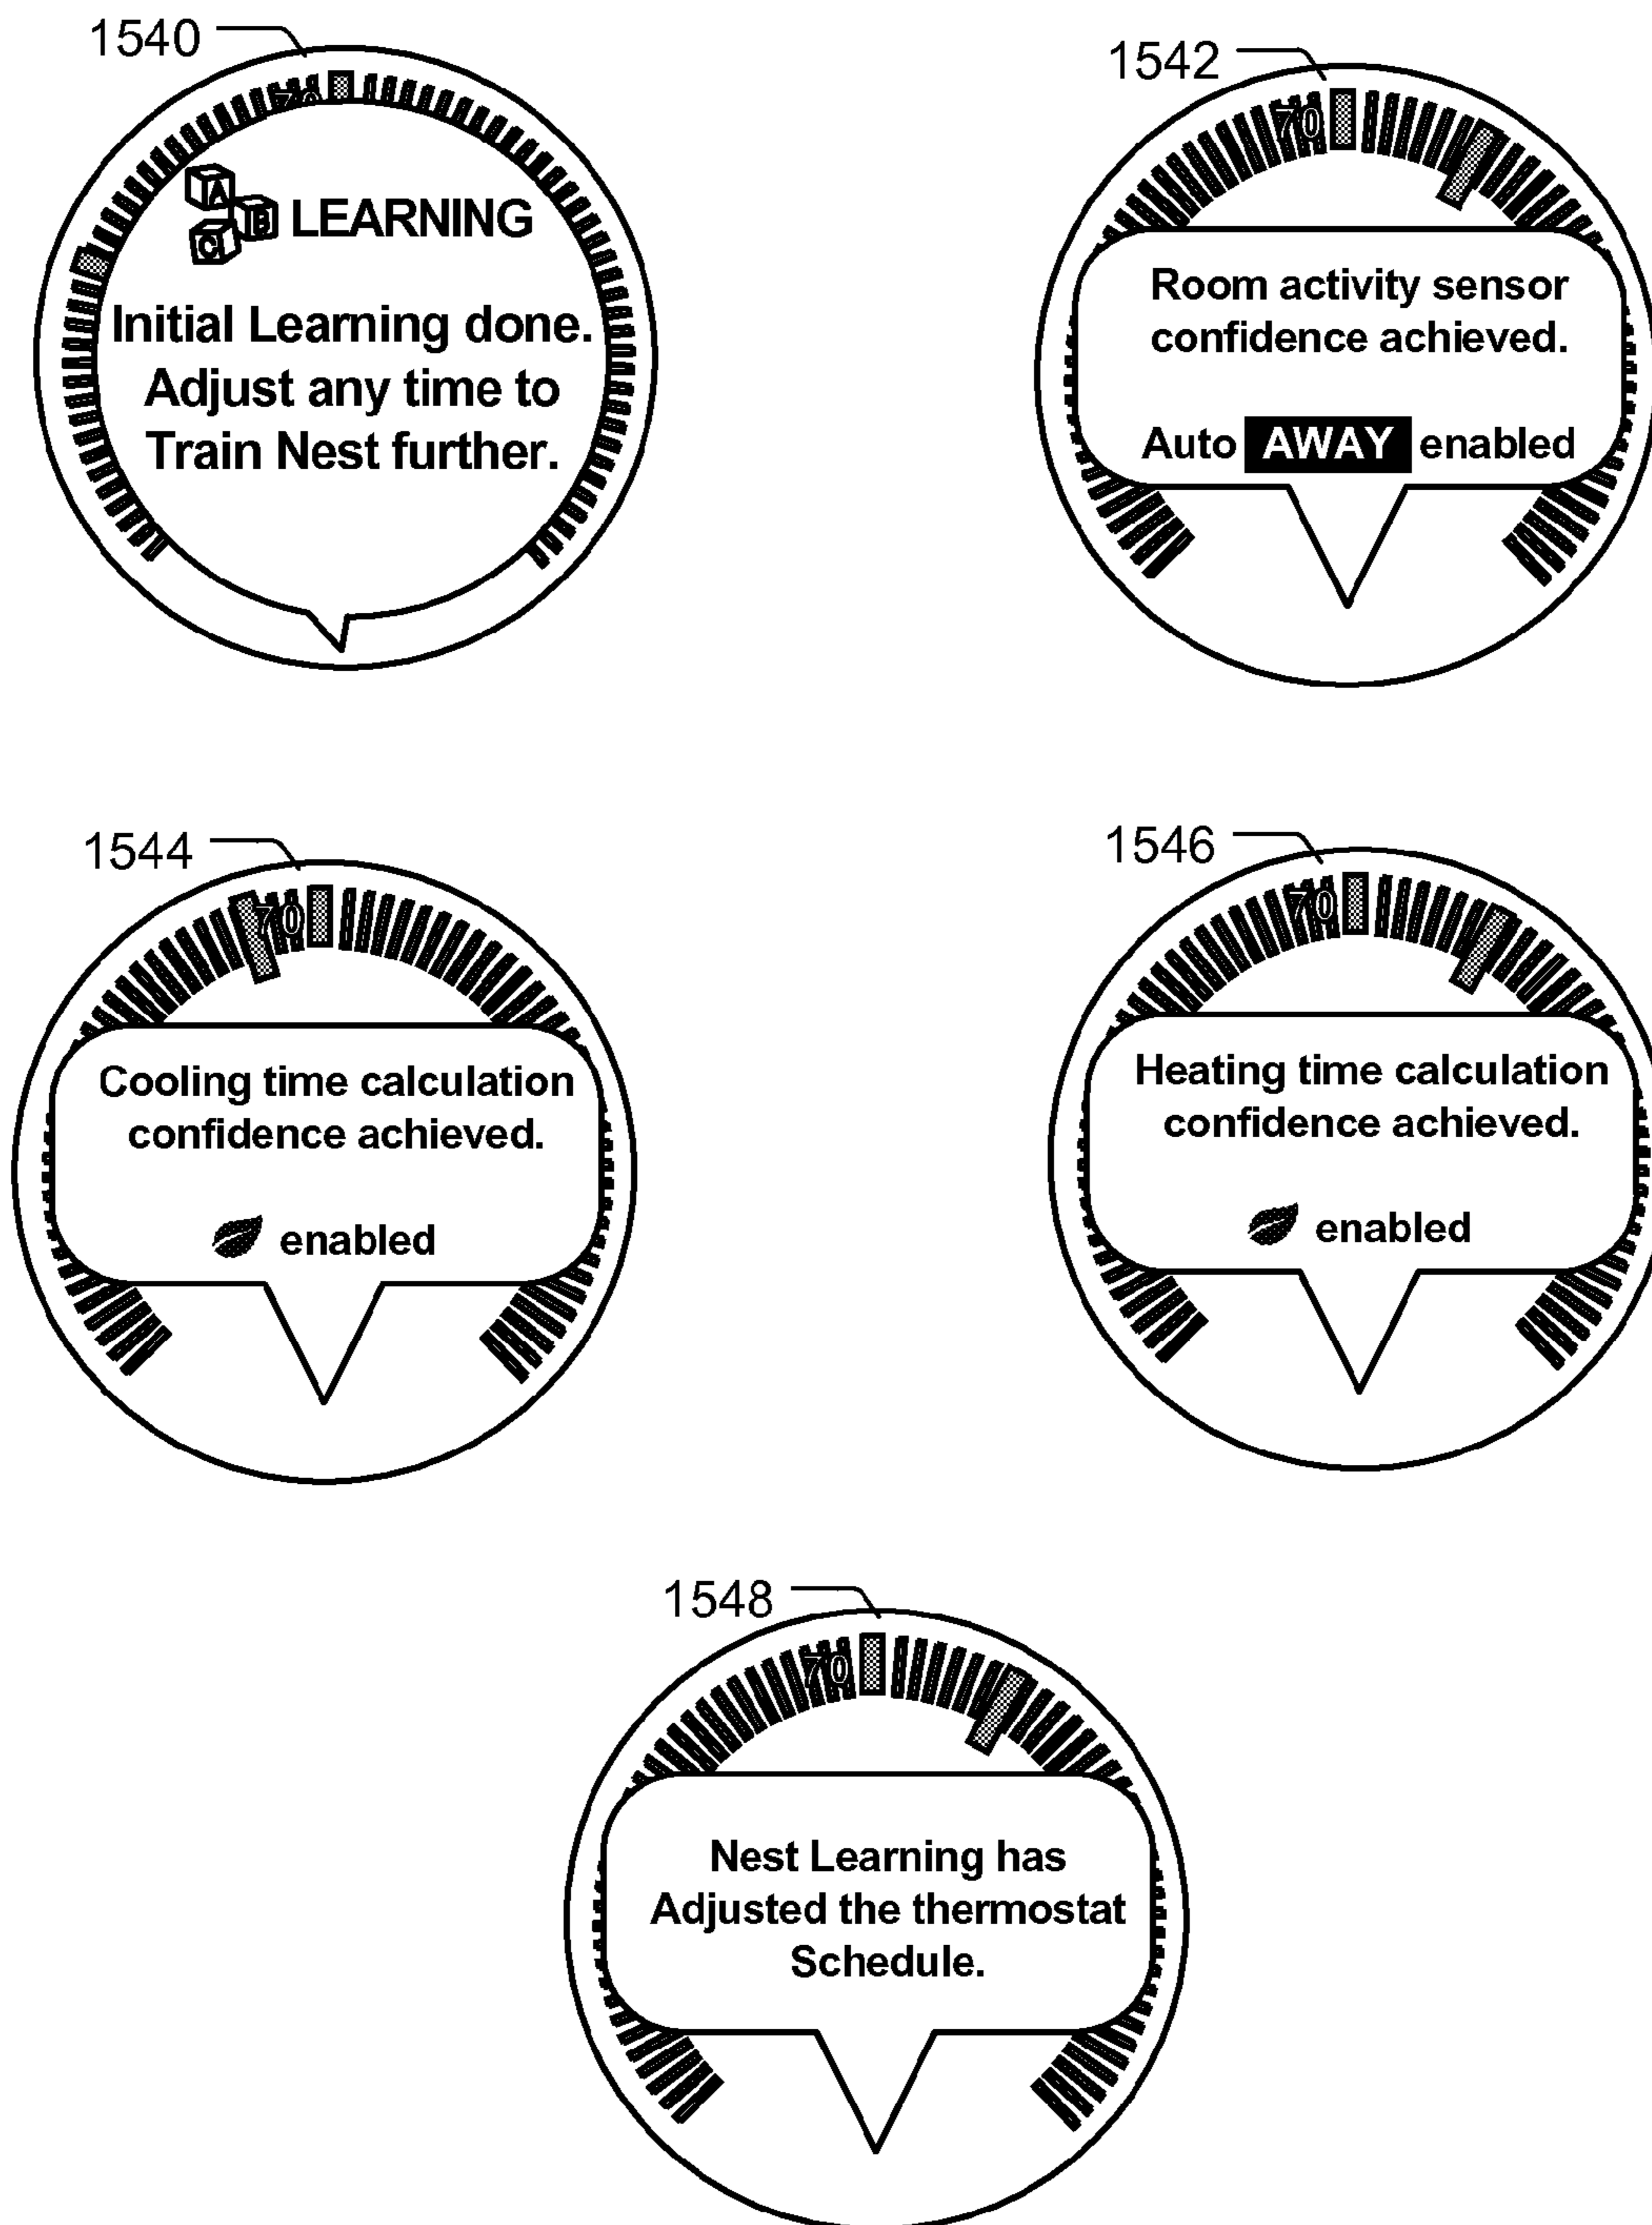 1540
70
A
B
C
LEARNING
Initial Learning done.
Adjust any time to
Train Nest further.
1542
70
Room activity sensor
confidence achieved.
Auto AWAY enabled
1544
70
Cooling time calculation
confidence achieved.
enabled
1546
70
Heating time calculation
confidence achieved.
enabled
1548
70
Nest Learning has
Adjusted the thermostat
Schedule.